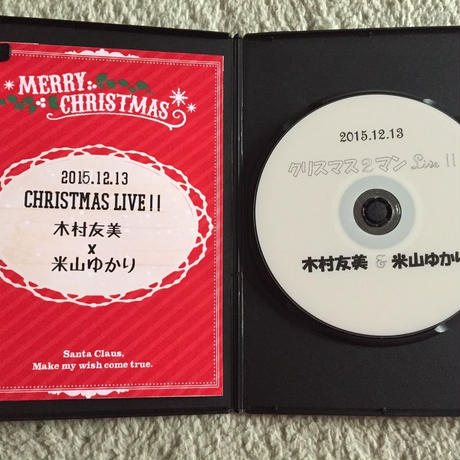 MERRY
CHRISTMAS
2015.12.13
CHRISTMAS LIVE!!
木村友美
x
米山ゆかり
Santa Claus,
Make my wish come true.
2015.12.13
クリスマス2マン Live!!
木村友美 & 米山ゆかり